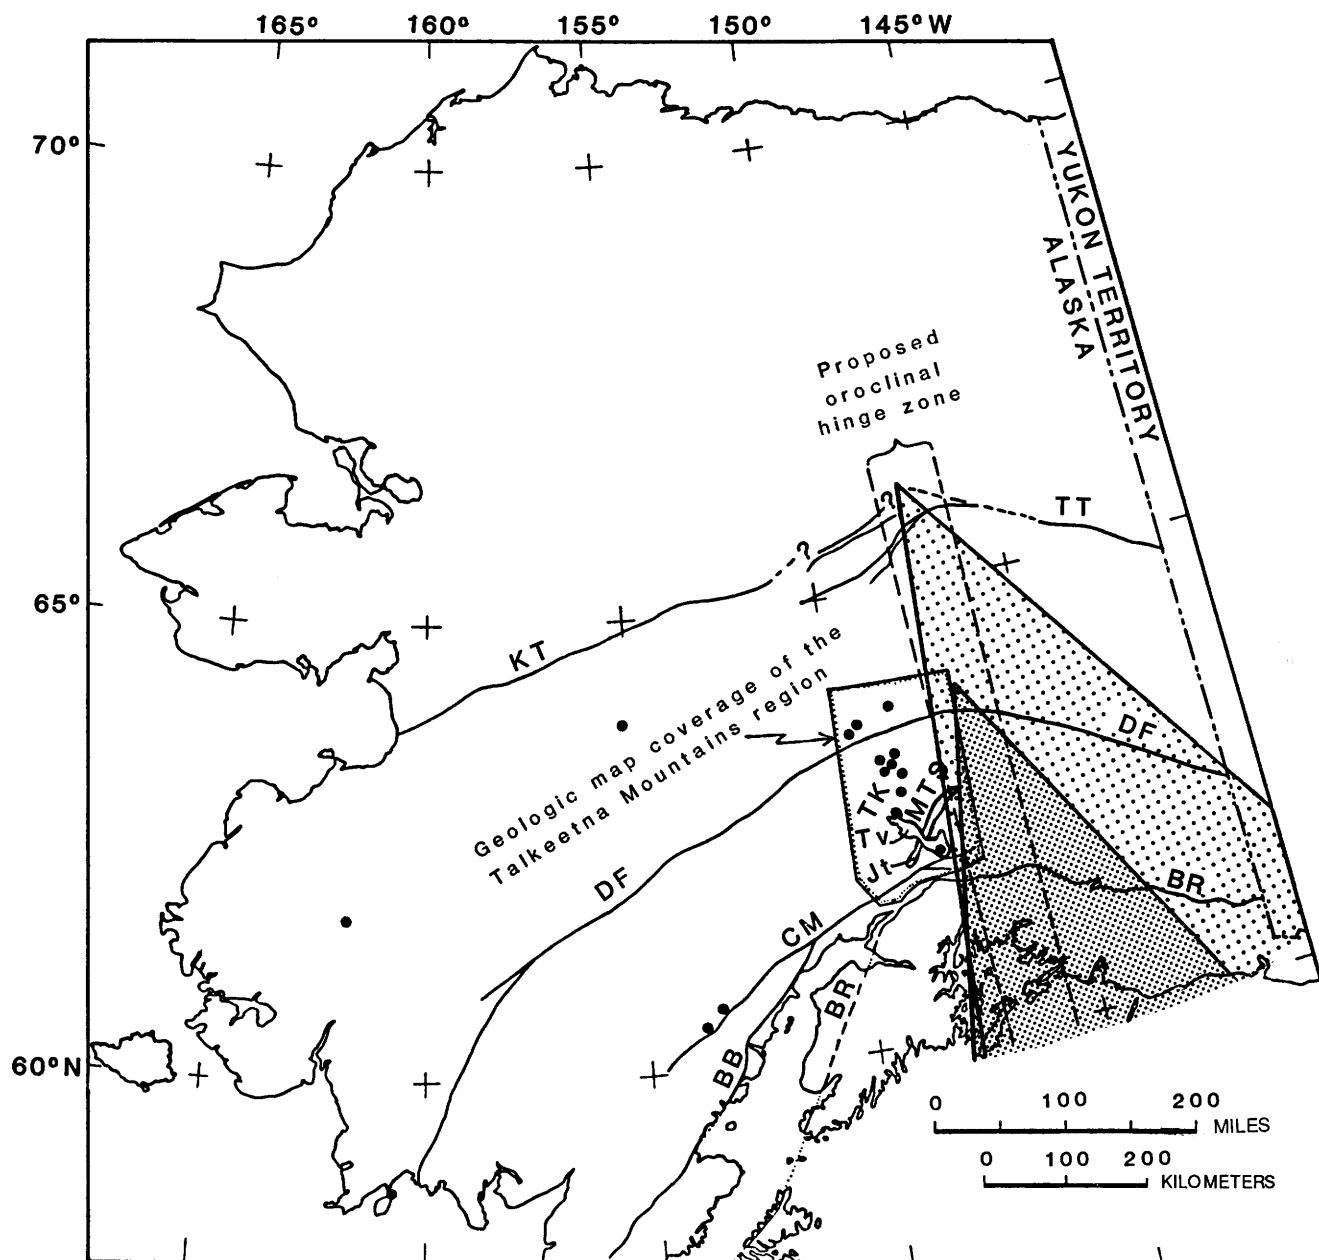 165° 160° 155° 150° 145° W
70°
YUKON TERRITORY
ALASKA
Proposed
oroclinal
hinge zone
?
TT
?
65°
KT
Geologic map coverage of the
Talkeetna Mountains region
DF
DF
TK
MT
?
Tv
Jt
BR
CM
BR
BB
60° N
0 100 200
MILES
0 100 200
KILOMETERS